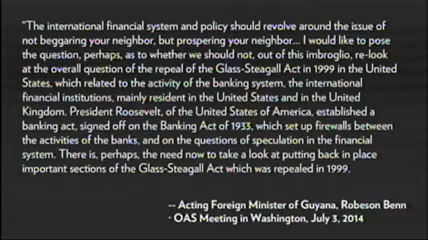 "The international financial system and policy should revolve around the issue of
not beggaring your neighbor, but prospering your neighbor... I would like to pose
the question, perhaps, as to whether we should not, out of this imbroglio, re-look
at the overall question of the repeal of the Glass-Steagall Act in 1999 in the United
States, which related to the activity of the banking system, the international
financial institutions, mainly resident in the United States and in the United
Kingdom. President Roosevelt, of the United States of America, established a
banking act, signed off on the Banking Act of 1933, which set up firewalls between
the activities of the banks, and on the questions of speculation in the financial
system. There is, perhaps, the need now to take a look at putting back in place
important sections of the Glass-Steagall Act which was repealed in 1999.
-- Acting Foreign Minister of Guyana, Robeson Benn
- OAS Meeting in Washington, July 3, 2014